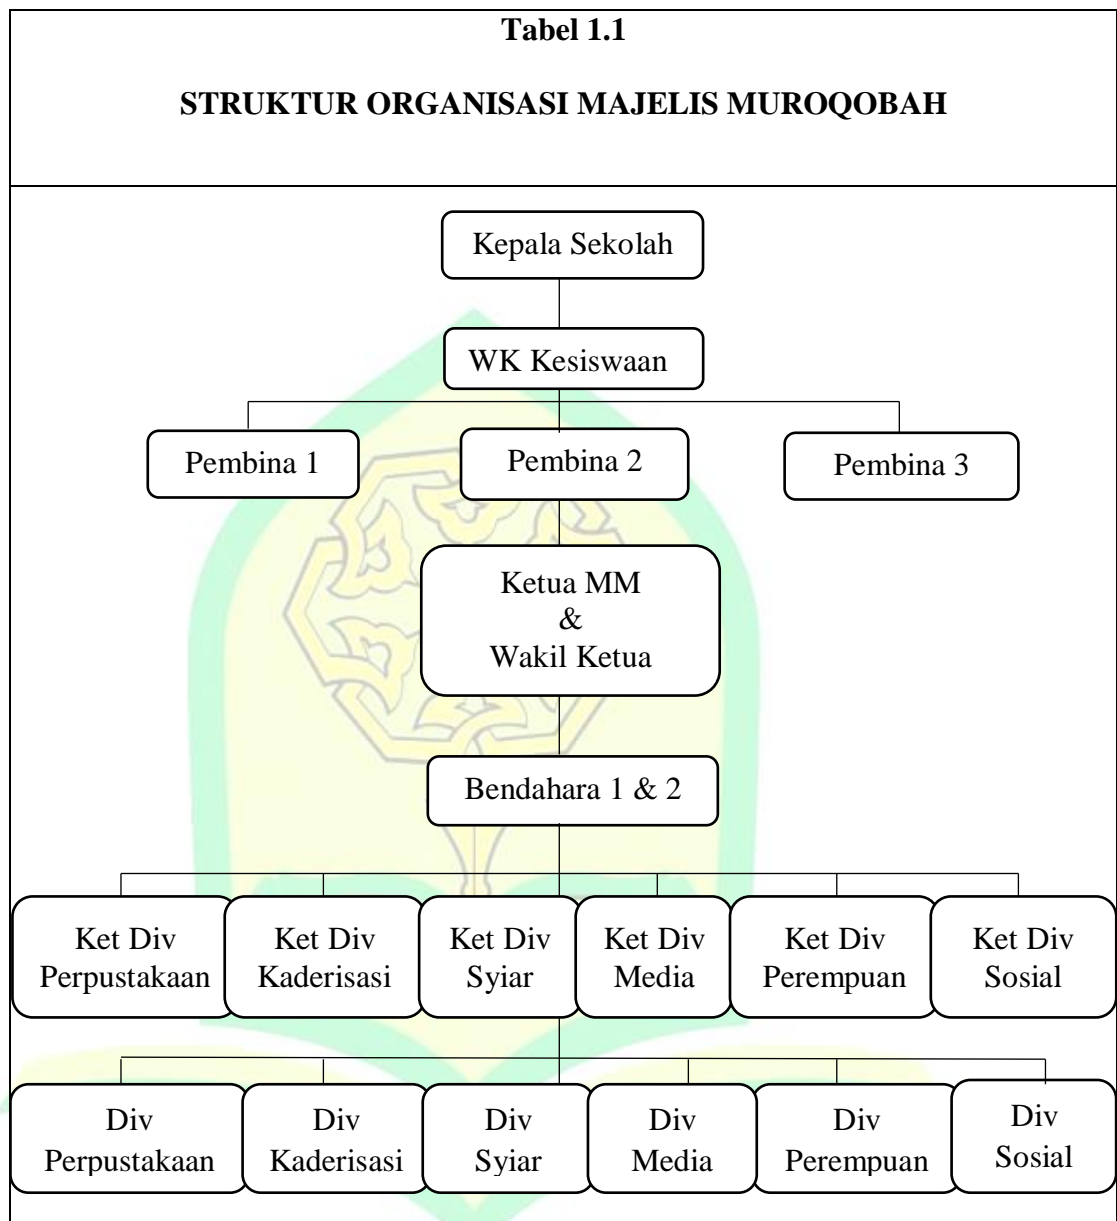 Tabel 1.1
STRUKTUR ORGANISASI MAJELIS MUROQOBAH
Kepala Sekolah
WK Kesiswaan
Pembina 1
Pembina 2
Pembina 3
Ketua MM
&
Wakil Ketua
Bendahara 1 & 2
Ket Div
Perpustakaan
Ket Div
Kaderisasi
Ket Div
Syiar
Ket Div
Media
Ket Div
Perempuan
Ket Div
Sosial
Div
Perpustakaan
Div
Kaderisasi
Div
Syiar
Div
Media
Div
Perempuan
Div
Sosial